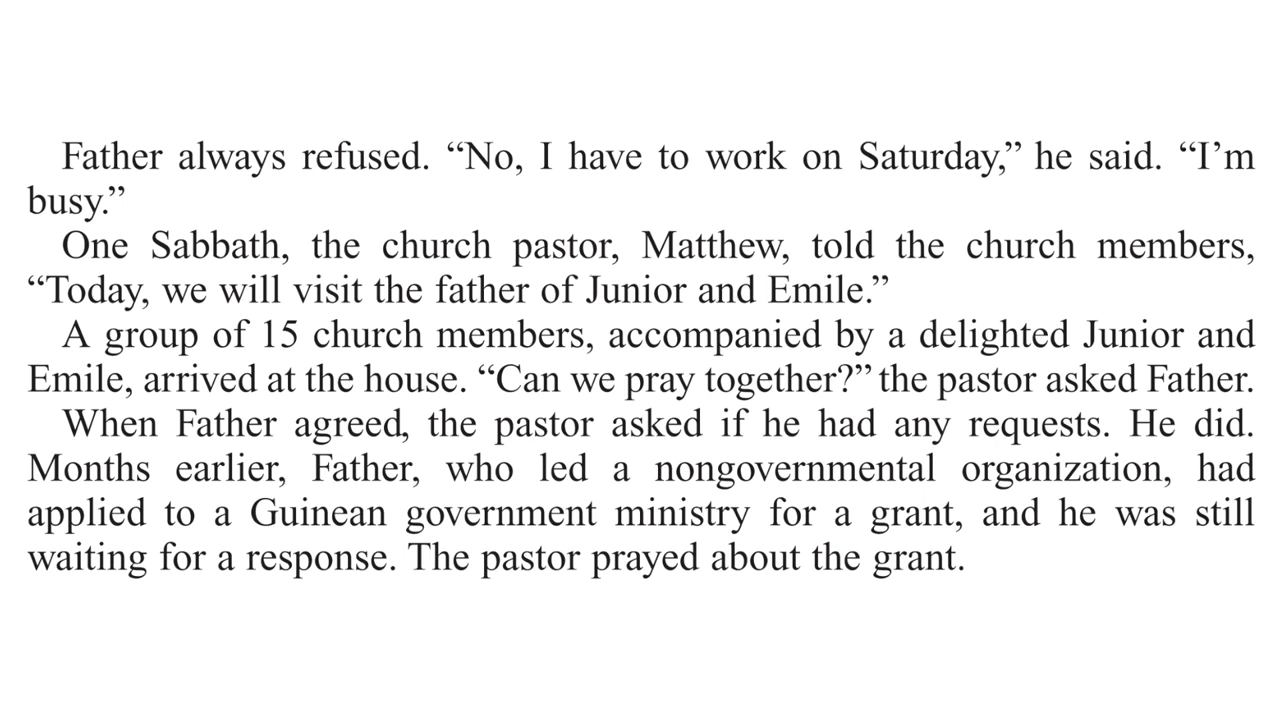 Father always refused. “No, I have to work on Saturday,” he said. “I’m
busy.”
One Sabbath, the church pastor, Matthew, told the church members,
“Today, we will visit the father of Junior and Emile.”
A group of 15 church members, accompanied by a delighted Junior and
Emile, arrived at the house. “Can we pray together?” the pastor asked Father.
When Father agreed, the pastor asked if he had any requests. He did.
Months earlier, Father, who led a nongovernmental organization, had
applied to a Guinean government ministry for a grant, and he was still
waiting for a response. The pastor prayed about the grant.